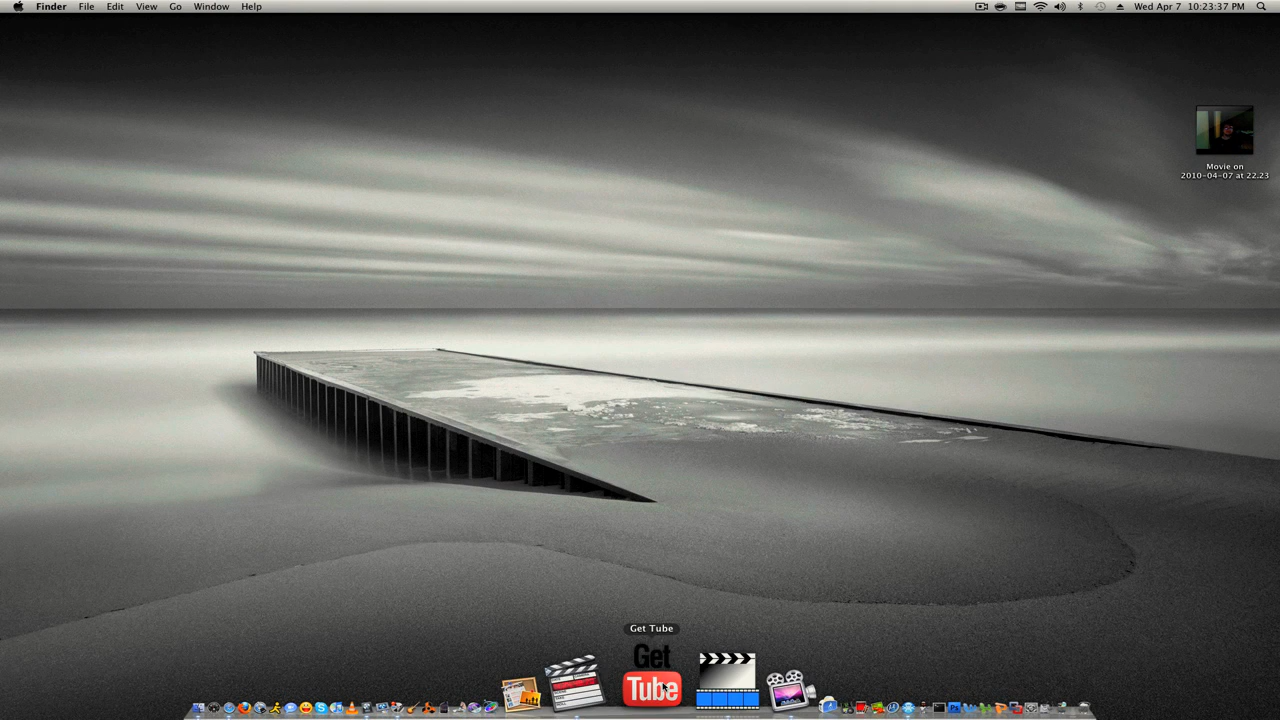 Finder File Edit View Go Window Help
Wed Apr 7 10:23:37 PM
Movie on
2010-04-07 at 22.23
Get Tube
Get
Tube